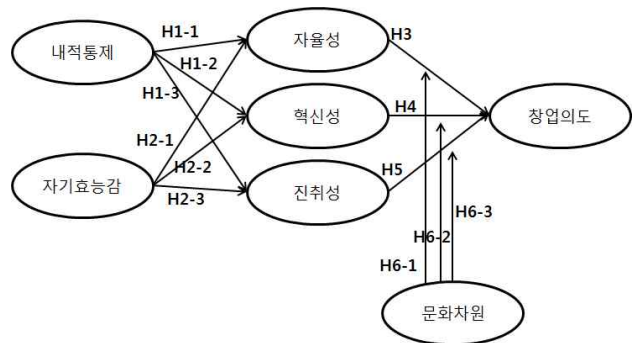 내적통제
H1-1
H1-2
H1-3
자율성
H3
혁신성
H4
창업의도
H2-1
H2-2
H2-3
자기효능감
진취성
H5
H6-3
H6-2
H6-1
문화차원